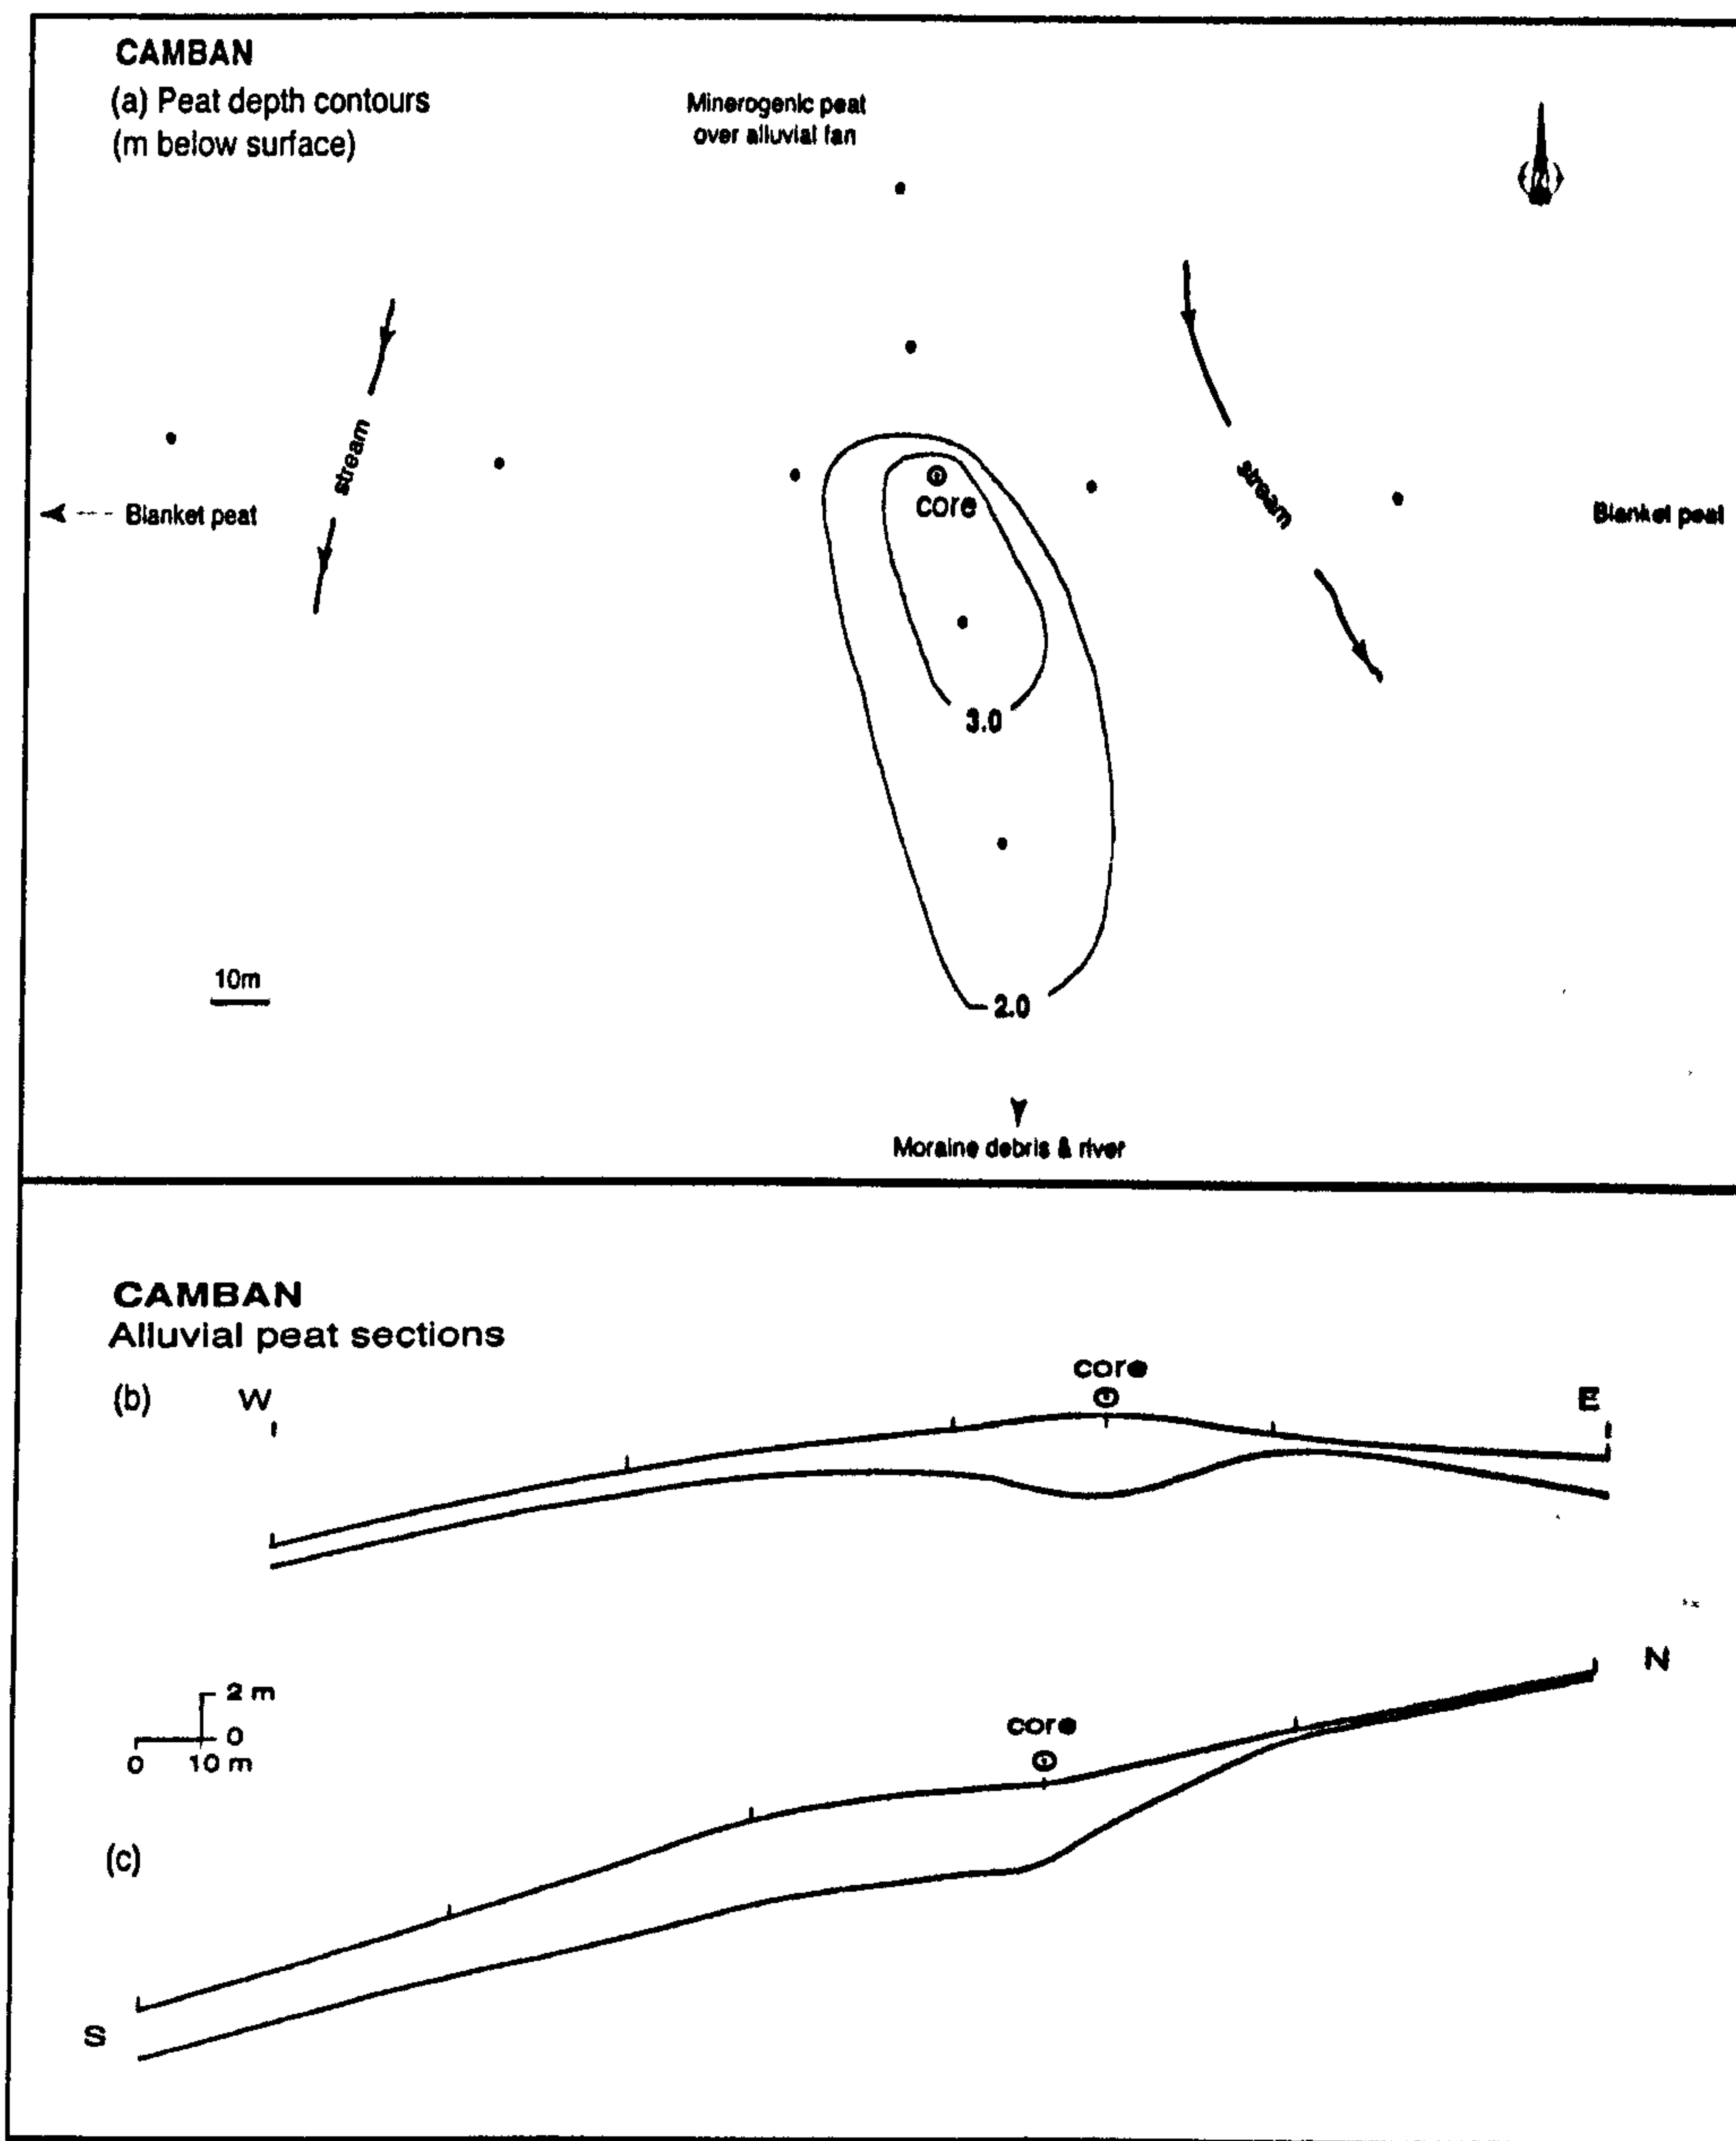 CAMBAN
(a) Peat depth contours
(m below surface)
Minerogenic peat
over alluvial fan
stream
stream
Blanket peat
core
Blanket peat
3.0
10m
2.0
Moraine debris & river
CAMBAN
Alluvial peat sections
(b)
W
core
E
N
2 m
0
0
10 m
core
(c)
S